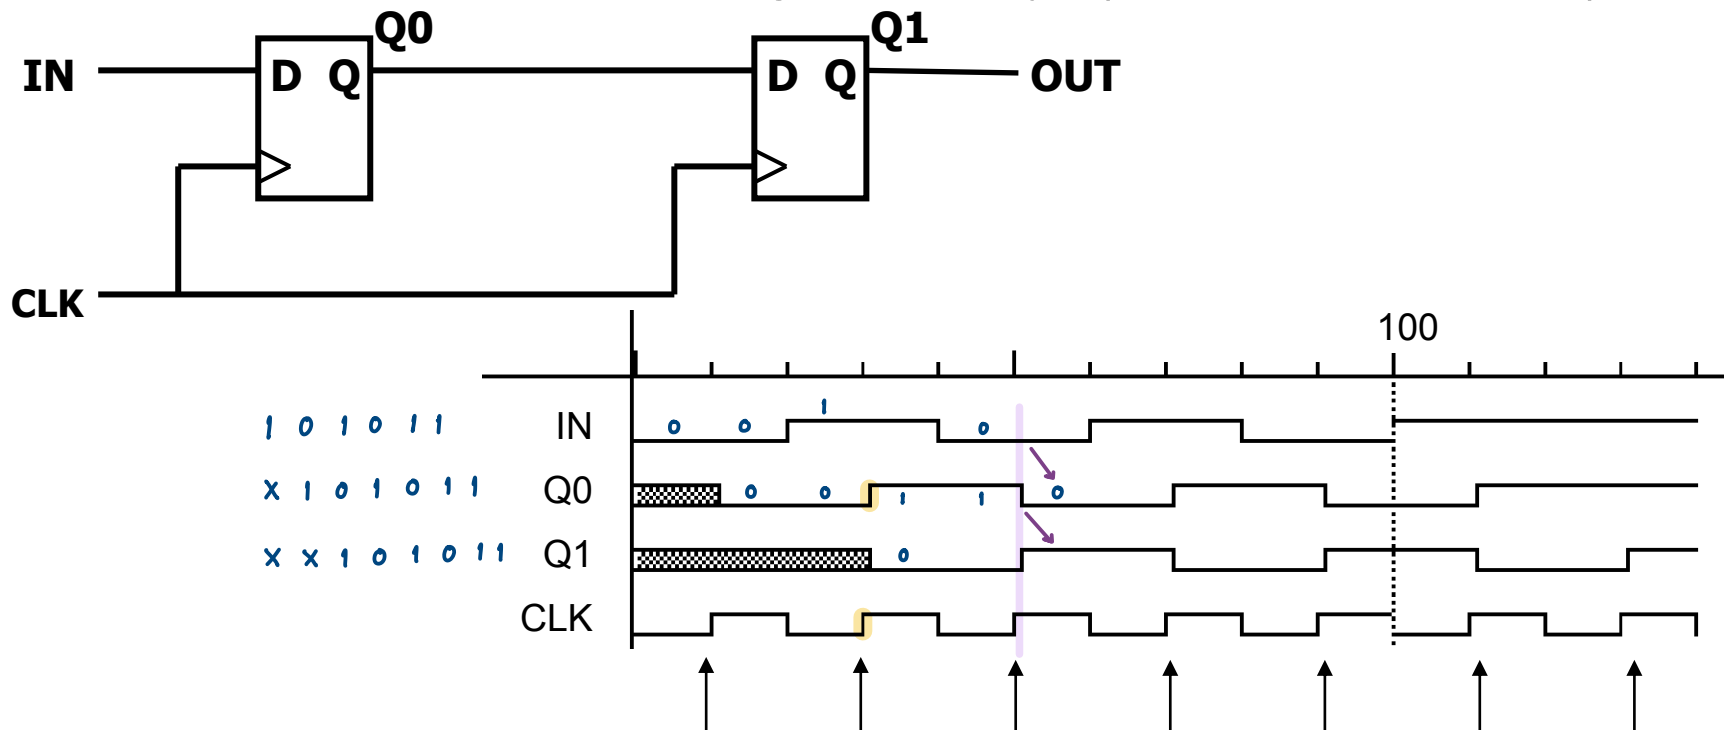 Q0 Q1
IN D Q D Q OUT
CLK
100
1
1 0 1 0 1 1 IN 0 0 0
X 1 0 1 0 1 1 Q0 0 0 1 1 0
X X 1 0 1 0 1 1 Q1 0
CLK